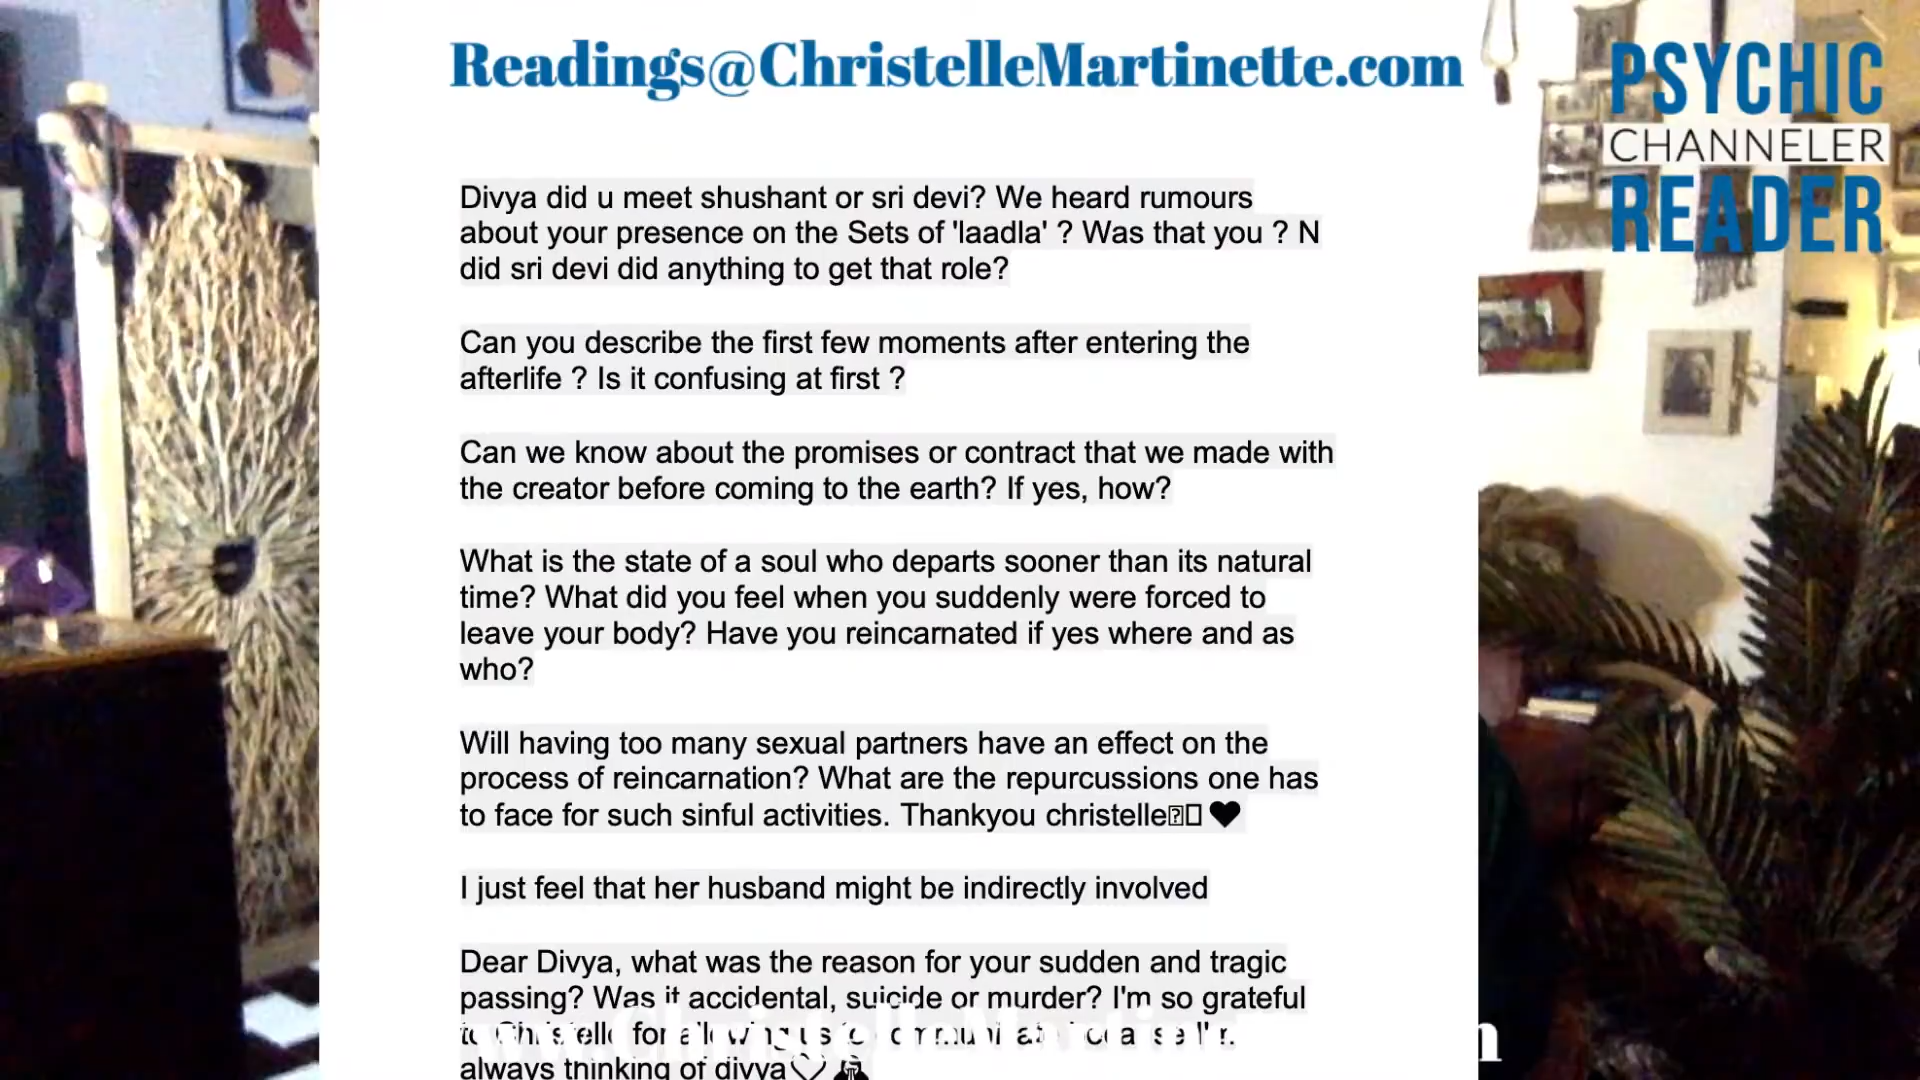 Readings@ChristelleMartinette.com
PSYCHIC
CHANNELER
READER
Divya did u meet shushant or sri devi? We heard rumours
about your presence on the Sets of 'laadla' ? Was that you ? N
did sri devi did anything to get that role?
Can you describe the first few moments after entering the
afterlife ? Is it confusing at first ?
Can we know about the promises or contract that we made with
the creator before coming to the earth? If yes, how?
What is the state of a soul who departs sooner than its natural
time? What did you feel when you suddenly were forced to
leave your body? Have you reincarnated if yes where and as
who?
Will having too many sexual partners have an effect on the
process of reincarnation? What are the repurcussions one has
to face for such sinful activities. Thankyou christelle♥
I just feel that her husband might be indirectly involved
Dear Divya, what was the reason for your sudden and tragic
passing? Was it accidental, suicide or murder? I'm so grateful
to Christelle for allowing us to
always thinking of divya♡